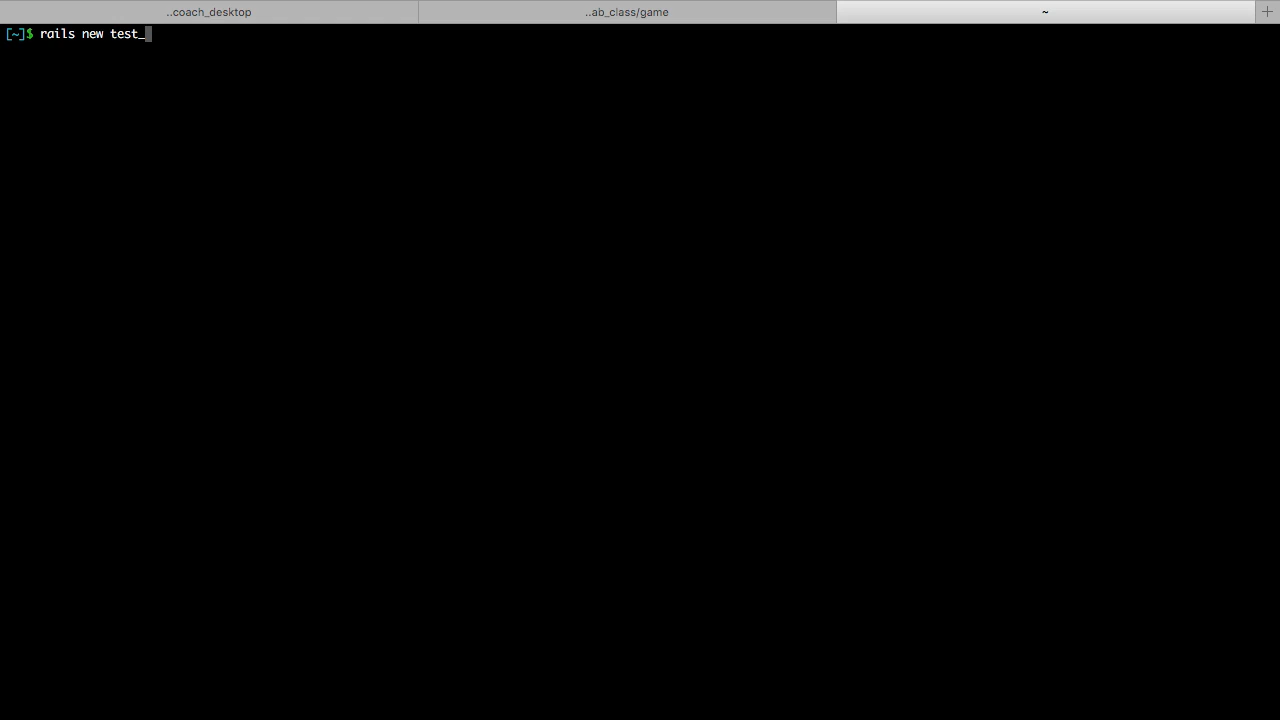 ..coach_desktop
..ab_class/game
~
+
[~]$ rails new test_